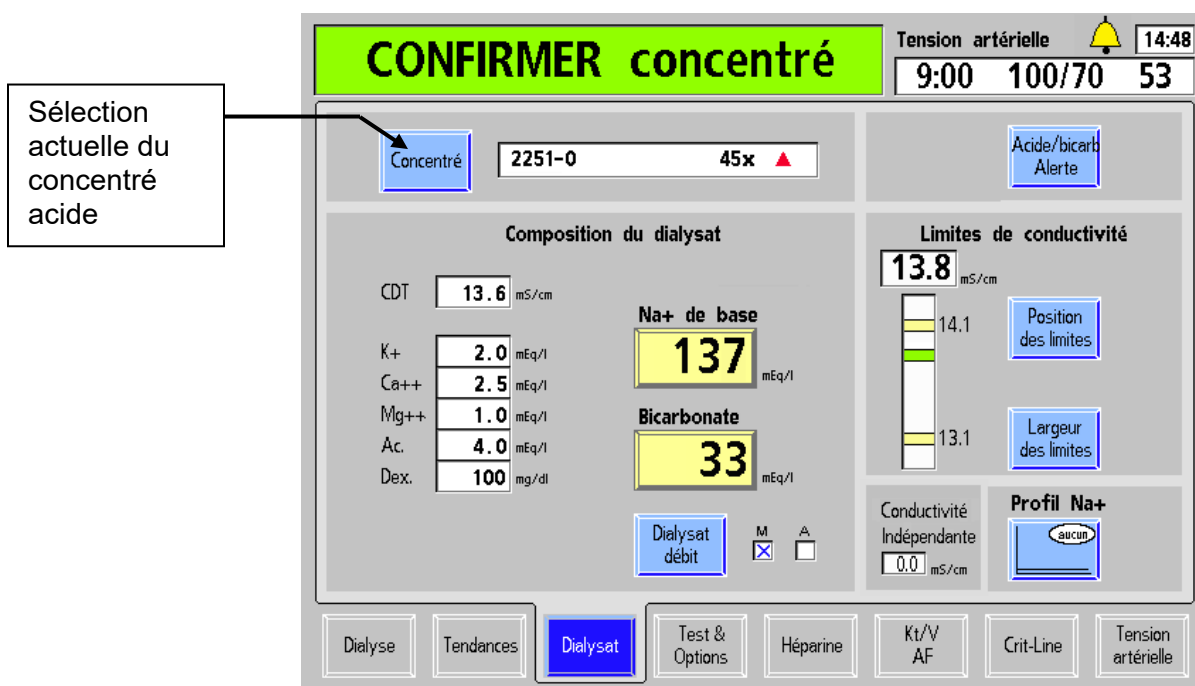 Sélection
actuelle du
concentré
acide
CONFIRMER concentré
Tension artérielle 14:48
9:00 100/70 53
Concentré 2251-0 45x
Acide/bicarb
Alerte
Composition du dialysat
CDT 13.6 mS/cm
K+ 2.0 mEq/l
Ca++ 2.5 mEq/l
Mg++ 1.0 mEq/l
Ac. 4.0 mEq/l
Dex. 100 mg/dl
Na+ de base
137 mEq/l
Bicarbonate
33 mEq/l
Dialysat
débit
M A
Limites de conductivité
13.8 mS/cm
14.1
13.1
Position
des limites
Largeur
des limites
Conductivité
Indépendante
0.0 mS/cm
Profil Na+
aucun
Dialyse
Tendances
Dialysat
Test &
Options
Héparine
Kt/V
AF
Crit-Line
Tension
artérielle